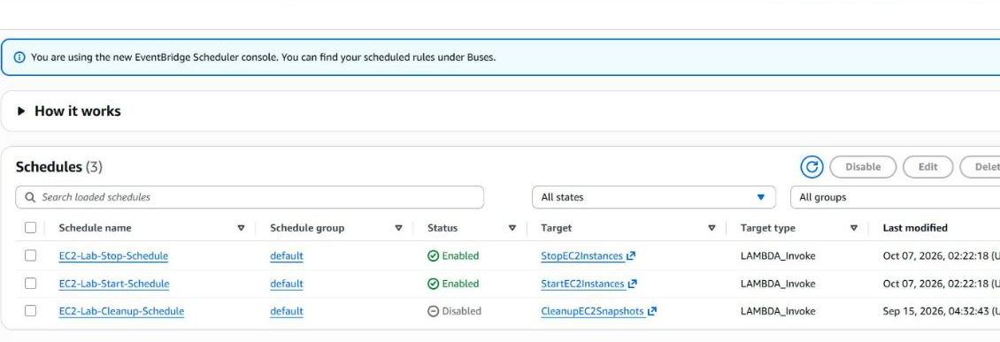 You are using the new EventBridge Scheduler console. You can find your scheduled rules under Buses.
How it works
Schedules (3)
Disable Edit
Search loaded schedules All states All groups
Schedule name Schedule group Status Target Target type Last modified
EC2-Lab-Stop-Schedule default Enabled StopEC2Instances LAMBDA_Invoke Oct 07, 2026, 02:22:18 (U
EC2-Lab-Start-Schedule default Enabled StartEC2Instances LAMBDA_Invoke Oct 07, 2026, 02:22:18 (U
EC2-Lab-Cleanup-Schedule default Disabled CleanupEC2Snapshots LAMBDA_Invoke Sep 15, 2026, 04:32:43 (U